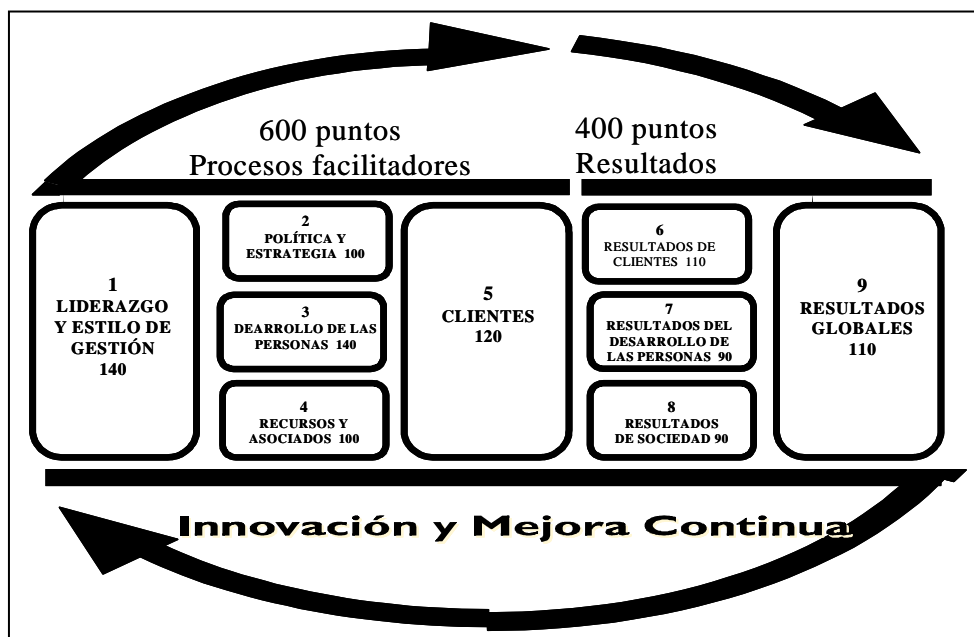 600 puntos
Procesos facilitadores
400 puntos
Resultados
1
LIDERAZGO
Y ESTILO DE
GESTIÓN
140
2
POLÍTICA Y
ESTRATEGIA 100
3
DEARROLLO DE LAS
PERSONAS 140
4
RECURSOS Y
ASOCIADOS 100
5
CLIENTES
120
6
RESULTADOS DE
CLIENTES 110
7
RESULTADOS DEL
DESARROLLO DE
LAS PERSONAS 90
8
RESULTADOS
DE SOCIEDAD 90
9
RESULTADOS
GLOBALES
110
Innovación y Mejora Continua